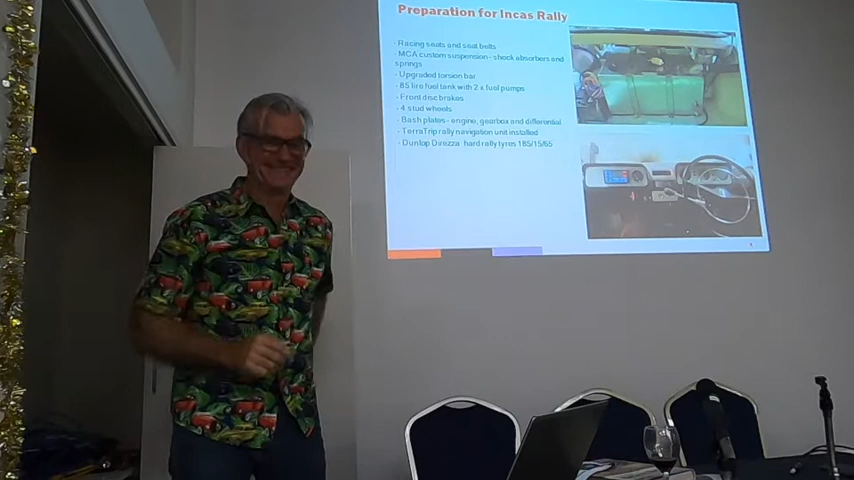 Preparation for Incas Rally
· Racing seats and seat belts
· MCA custom suspension - shock absorbers and
springs
· Upgraded torsion bar
· 85 litre fuel tank with 2 x fuel pumps
· Front disc brakes
· 4 stud wheels
· Bash plates - engine, gearbox and differential
· TerraTrip rally navigation unit installed
· Dunlop Direzza hard rally tyres 185/15/65